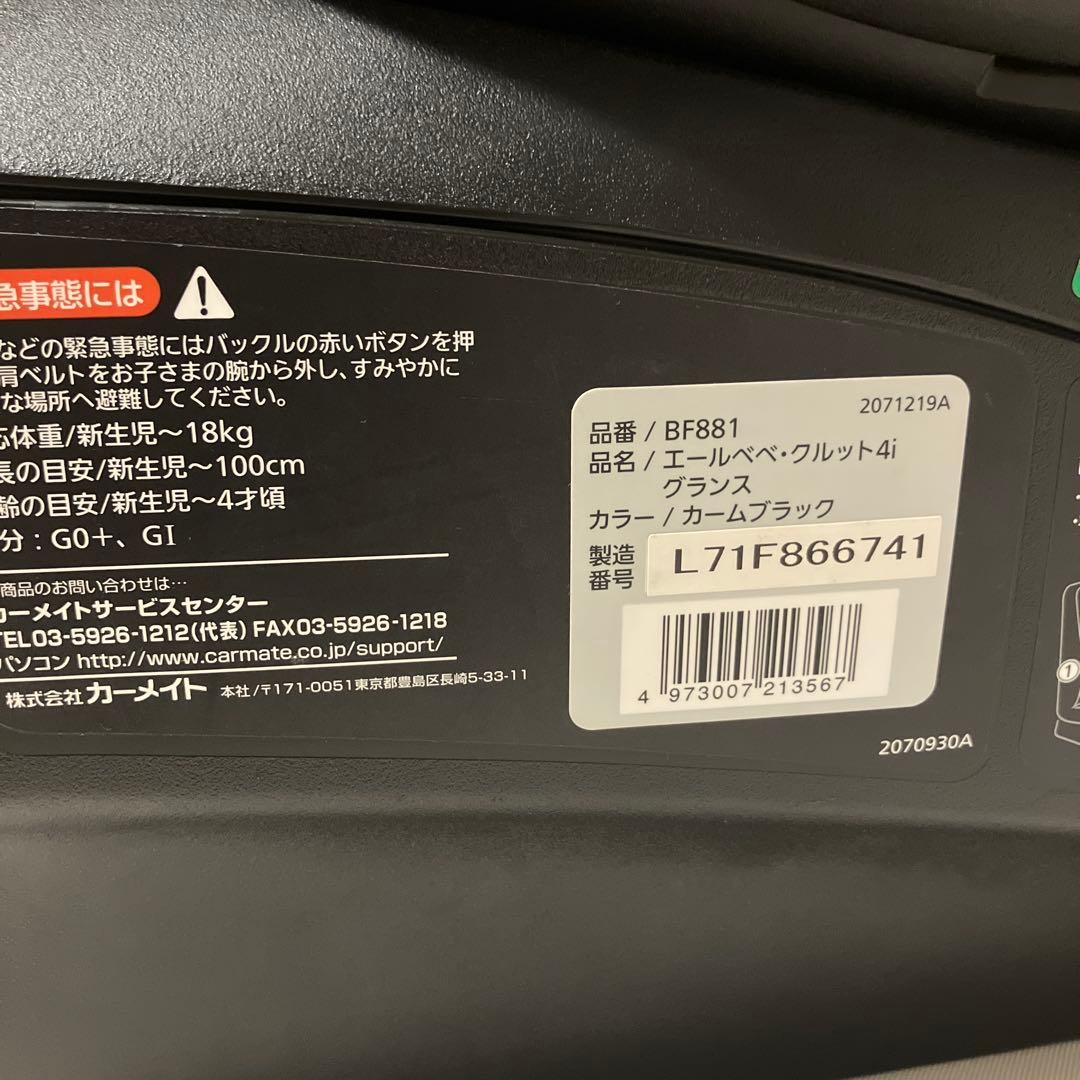 急事態には
などの緊急事態にはバックルの赤いボタンを押
肩ベルトをお子さまの腕から外し、すみやかに
な場所へ避難してください。
応体重/新生児～18kg
長の目安/新生児～100cm
齢の目安/新生児～4才頃
分：G0＋、GI
商品のお問い合わせは…
カーメイトサービスセンター
TEL03-5926-1212(代表) FAX03-5926-1218
パソコン http://www.carmate.co.jp/support/
株式会社 カーメイト 本社/〒171-0051東京都豊島区長崎5-33-11
2071219A
品番 / BF881
品名 / エールベベ・クルット4i
グランス
カラー / カームブラック
製造番号 L71F866741
4 973007 213567
2070930A
①